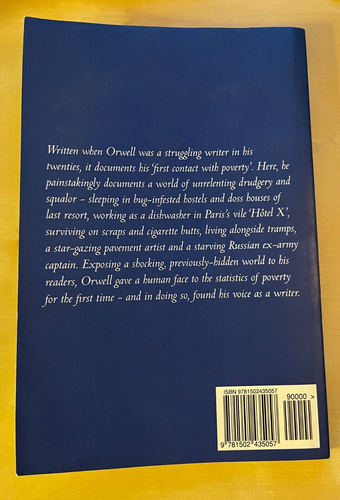 Written when Orwell was a struggling writer in his
twenties, it documents his ‘first contact with poverty’. Here, he
painstakingly documents a world of unrelenting drudgery and
squalor – sleeping in bug-infested hostels and doss houses of
last resort, working as a dishwasher in Paris’s vile ‘Hôtel X’,
surviving on scraps and cigarette butts, living alongside tramps,
a star-gazing pavement artist and a starving Russian ex-army
captain. Exposing a shocking, previously-hidden world to his
readers, Orwell gave a human face to the statistics of poverty
for the first time – and in doing so, found his voice as a writer.
ISBN 9781502435057
90000 >
9 781502 435057